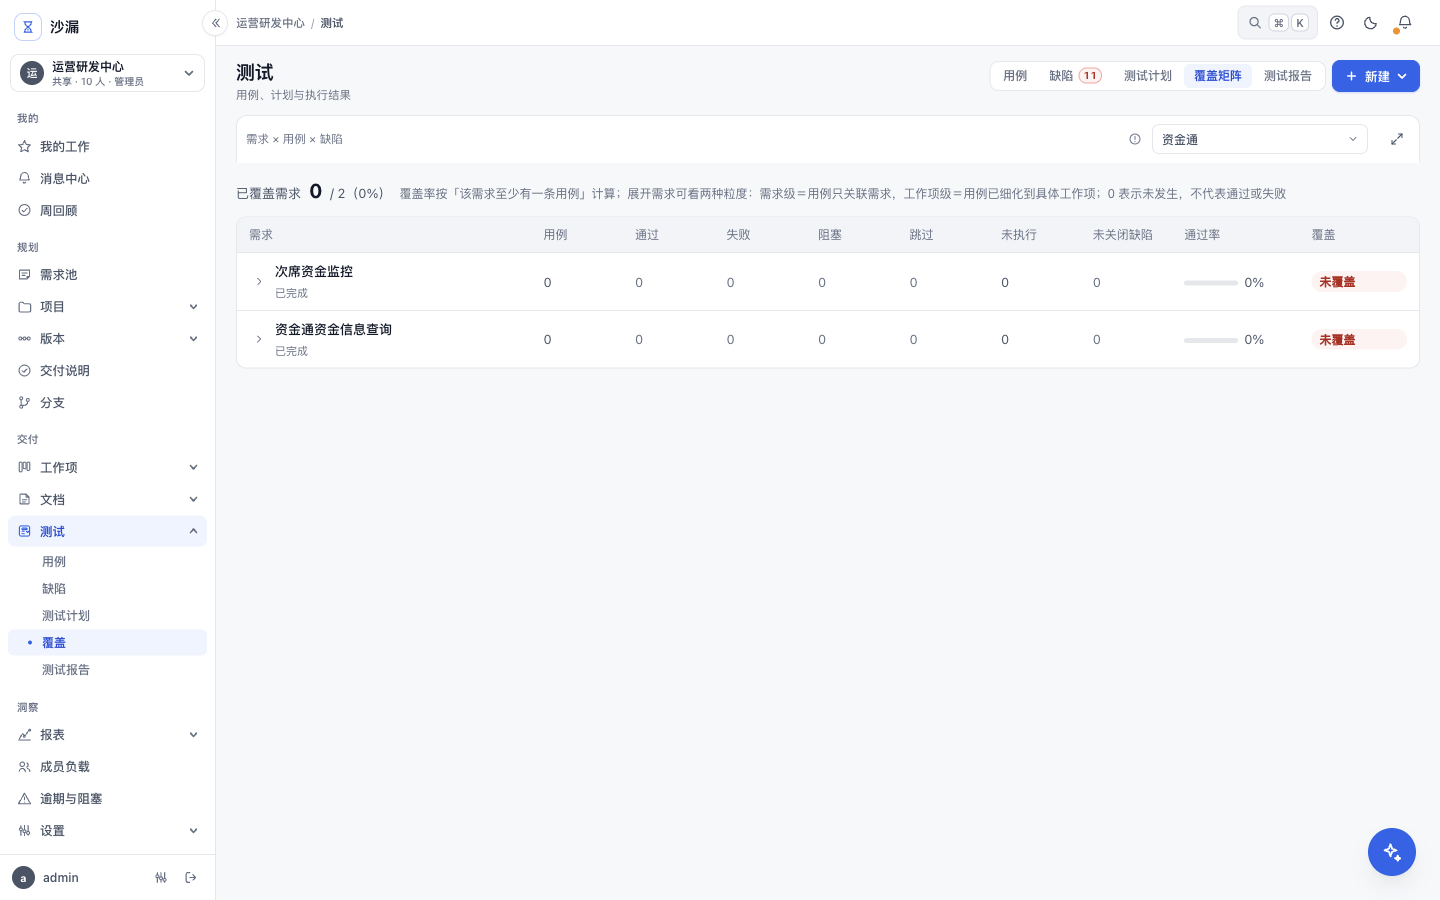 沙漏
运
运营研发中心
共享 · 10 人 · 管理员
我的
我的工作
消息中心
周回顾
规划
需求池
项目
版本
交付说明
分支
交付
工作项
文档
测试
用例
缺陷
测试计划
覆盖
测试报告
洞察
报表
成员负载
逾期与阻塞
设置
a admin
运营研发中心 / 测试
⌘ K
测试
用例、计划与执行结果
用例 缺陷 11 测试计划 覆盖矩阵 测试报告
+ 新建
需求 × 用例 × 缺陷
资金通
已覆盖需求 0 / 2（0%） 覆盖率按「该需求至少有一条用例」计算；展开需求可看两种粒度：需求级＝用例只关联需求，工作项级＝用例已细化到具体工作项；0 表示未发生，不代表通过或失败
需求 用例 通过 失败 阻塞 跳过 未执行 未关闭缺陷 通过率 覆盖
次席资金监控
已完成
0 0 0 0 0 0 0 0% 未覆盖
资金通资金信息查询
已完成
0 0 0 0 0 0 0 0% 未覆盖